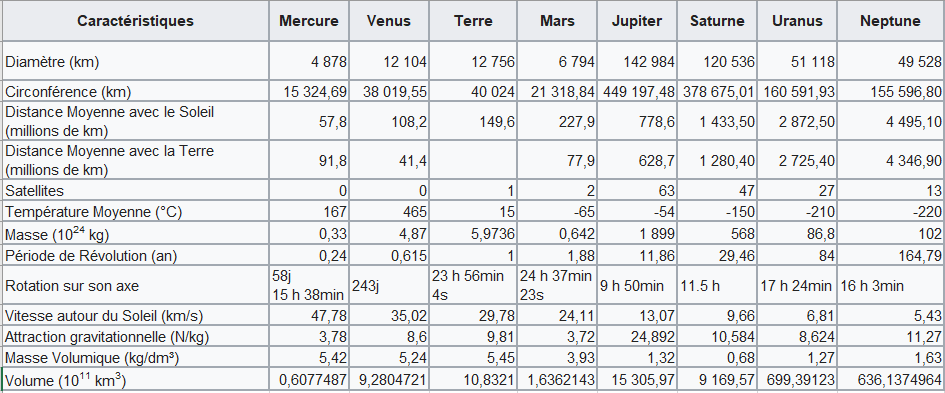 Caractéristiques Mercure Venus Terre Mars Jupiter Saturne Uranus Neptune
Diamètre (km) 4 878 12 104 12 756 6 794 142 984 120 536 51 118 49 528
Circonférence (km) 15 324,69 38 019,55 40 024 21 318,84 449 197,48 378 675,01 160 591,93 155 596,80
Distance Moyenne avec le Soleil
(millions de km) 57,8 108,2 149,6 227,9 778,6 1 433,50 2 872,50 4 495,10
Distance Moyenne avec la Terre
(millions de km) 91,8 41,4 77,9 628,7 1 280,40 2 725,40 4 346,90
Satellites 0 0 1 2 63 47 27 13
Température Moyenne (°C) 167 465 15 -65 -54 -150 -210 -220
Masse (10²⁴ kg) 0,33 4,87 5,9736 0,642 1 899 568 86,8 102
Période de Révolution (an) 0,24 0,615 1 1,88 11,86 29,46 84 164,79
Rotation sur son axe 58j 15 h 38min 243j 23 h 56min 4s 24 h 37min 23s 9 h 50min 11.5 h 17 h 24min 16 h 3min
Vitesse autour du Soleil (km/s) 47,78 35,02 29,78 24,11 13,07 9,66 6,81 5,43
Attraction gravitationnelle (N/kg) 3,78 8,6 9,81 3,72 24,892 10,584 8,624 11,27
Masse Volumique (kg/dm³) 5,42 5,24 5,45 3,93 1,32 0,68 1,27 1,63
Volume (10¹¹ km³) 0,6077487 9,2804721 10,8321 1,6362143 15 305,97 9 169,57 699,39123 636,1374964